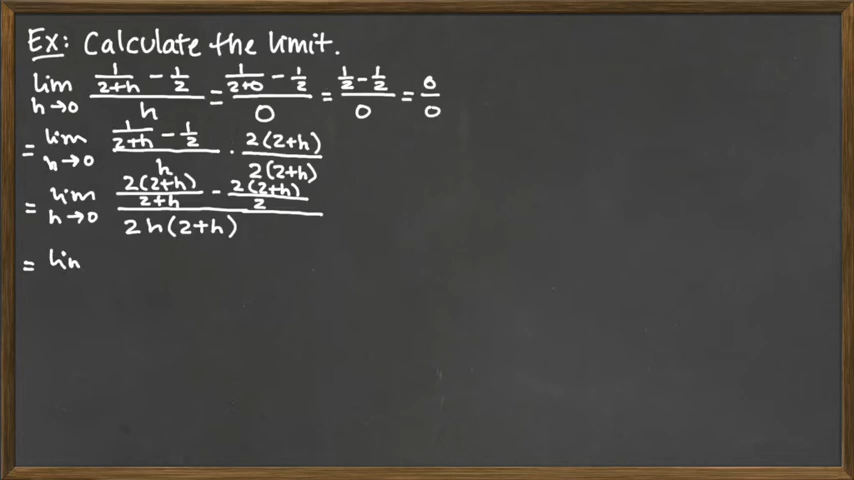 Ex: Calculate the limit.
lim h→0 (1/(2+h) - 1/2)/h = (1/(2+0) - 1/2)/0 = (1/2 - 1/2)/0 = 0/0
= lim h→0 (1/(2+h) - 1/2)/h · 2(2+h)/2(2+h)
= lim h→0 (2(2+h)/(2+h) - 2(2+h)/2)/2h(2+h)
= lin